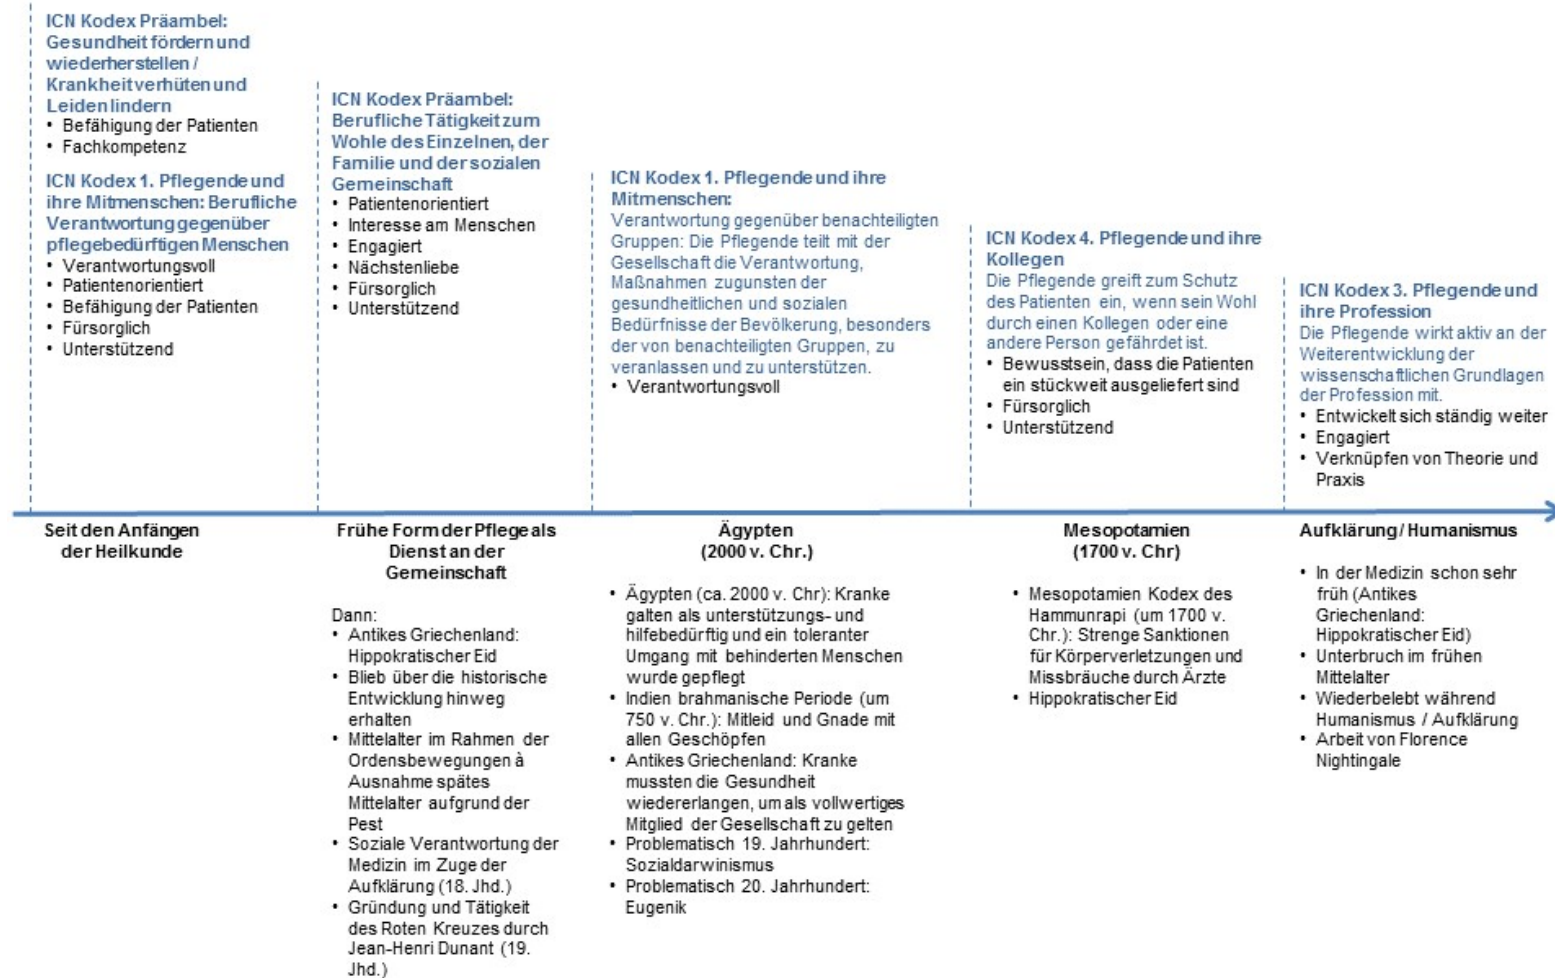 ICN Kodex Präambel:
Gesundheit fördern und
wiederherstellen /
Krankheit verhüten und
Leiden lindern
• Befähigung der Patienten
• Fachkompetenz
ICN Kodex 1. Pflegende und
ihre Mitmenschen: Berufliche
Verantwortung gegenüber
pflegebedürftigen Menschen
• Verantwortungsvoll
• Patientenorientiert
• Befähigung der Patienten
• Fürsorglich
• Unterstützend
ICN Kodex Präambel:
Berufliche Tätigkeit zum
Wohle des Einzelnen, der
Familie und der sozialen
Gemeinschaft
• Patientenorientiert
• Interesse am Menschen
• Engagiert
• Nächstenliebe
• Fürsorglich
• Unterstützend
ICN Kodex 1. Pflegende und ihre
Mitmenschen:
Verantwortung gegenüber benachteiligten
Gruppen: Die Pflegende teilt mit der
Gesellschaft die Verantwortung,
Maßnahmen zugunsten der
gesundheitlichen und sozialen
Bedürfnisse der Bevölkerung, besonders
der von benachteiligten Gruppen, zu
veranlassen und zu unterstützen.
• Verantwortungsvoll
ICN Kodex 4. Pflegende und ihre
Kollegen
Die Pflegende greift zum Schutz
des Patienten ein, wenn sein Wohl
durch einen Kollegen oder eine
andere Person gefährdet ist.
• Bewusstsein, dass die Patienten
ein stückweit ausgeliefert sind
• Fürsorglich
• Unterstützend
ICN Kodex 3. Pflegende und
ihre Profession
Die Pflegende wirkt aktiv an der
Weiterentwicklung der
wissenschaftlichen Grundlagen
der Profession mit.
• Entwickelt sich ständig weiter
• Engagiert
• Verknüpfen von Theorie und
Praxis
Seit den Anfängen
der Heilkunde
Frühe Form der Pflege als
Dienst an der
Gemeinschaft
Dann:
• Antikes Griechenland:
Hippokratischer Eid
• Blieb über die historische
Entwicklung hinweg
erhalten
• Mittelalter im Rahmen der
Ordensbewegungen à
Ausnahme spätes
Mittelalter aufgrund der
Pest
• Soziale Verantwortung der
Medizin im Zuge der
Aufklärung (18. Jhd.)
• Gründung und Tätigkeit
des Roten Kreuzes durch
Jean-Henri Dunant (19.
Jhd.)
Ägypten
(2000 v. Chr.)
• Ägypten (ca. 2000 v. Chr): Kranke
galten als unterstützungs- und
hilfebedürftig und ein toleranter
Umgang mit behinderten Menschen
wurde gepflegt
• Indien brahmanische Periode (um
750 v. Chr.): Mitleid und Gnade mit
allen Geschöpfen
• Antikes Griechenland: Kranke
mussten die Gesundheit
wiedererlangen, um als vollwertiges
Mitglied der Gesellschaft zu gelten
• Problematisch 19. Jahrhundert:
Sozialdarwinismus
• Problematisch 20. Jahrhundert:
Eugenik
Mesopotamien
(1700 v. Chr)
• Mesopotamien Kodex des
Hammunrapi (um 1700 v.
Chr.): Strenge Sanktionen
für Körperverletzungen und
Missbräuche durch Ärzte
• Hippokratischer Eid
Aufklärung / Humanismus
• In der Medizin schon sehr
früh (Antikes
Griechenland:
Hippokratischer Eid)
• Unterbruch im frühen
Mittelalter
• Wiederbelebt während
Humanismus / Aufklärung
• Arbeit von Florence
Nightingale